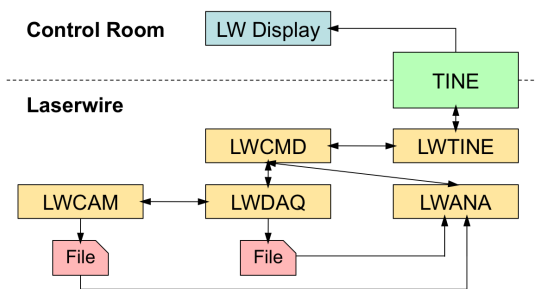 Control Room
LW Display
TINE
Laserwire
LWCMD
LWTINE
LWCAM
LWDAQ
LWANA
File
File